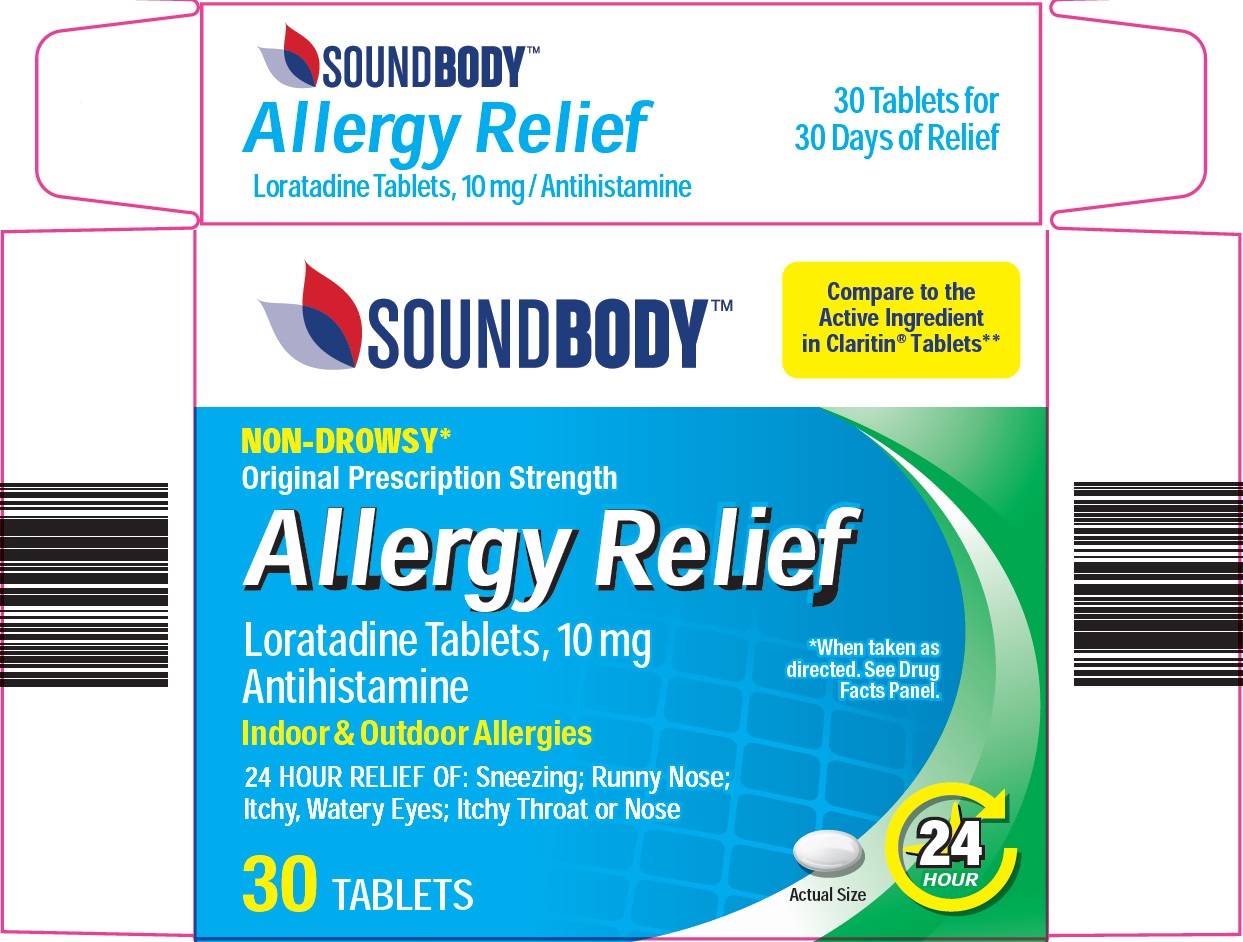 SOUNDBODY™
Allergy Relief
Loratadine Tablets, 10 mg / Antihistamine
30 Tablets for
30 Days of Relief
SOUNDBODY™
Compare to the
Active Ingredient
in Claritin® Tablets**
NON-DROWSY*
Original Prescription Strength
Allergy Relief
Loratadine Tablets, 10 mg
Antihistamine
*When taken as
directed. See Drug
Facts Panel.
Indoor & Outdoor Allergies
24 HOUR RELIEF OF: Sneezing; Runny Nose;
Itchy, Watery Eyes; Itchy Throat or Nose
30 TABLETS
Actual Size
24
HOUR